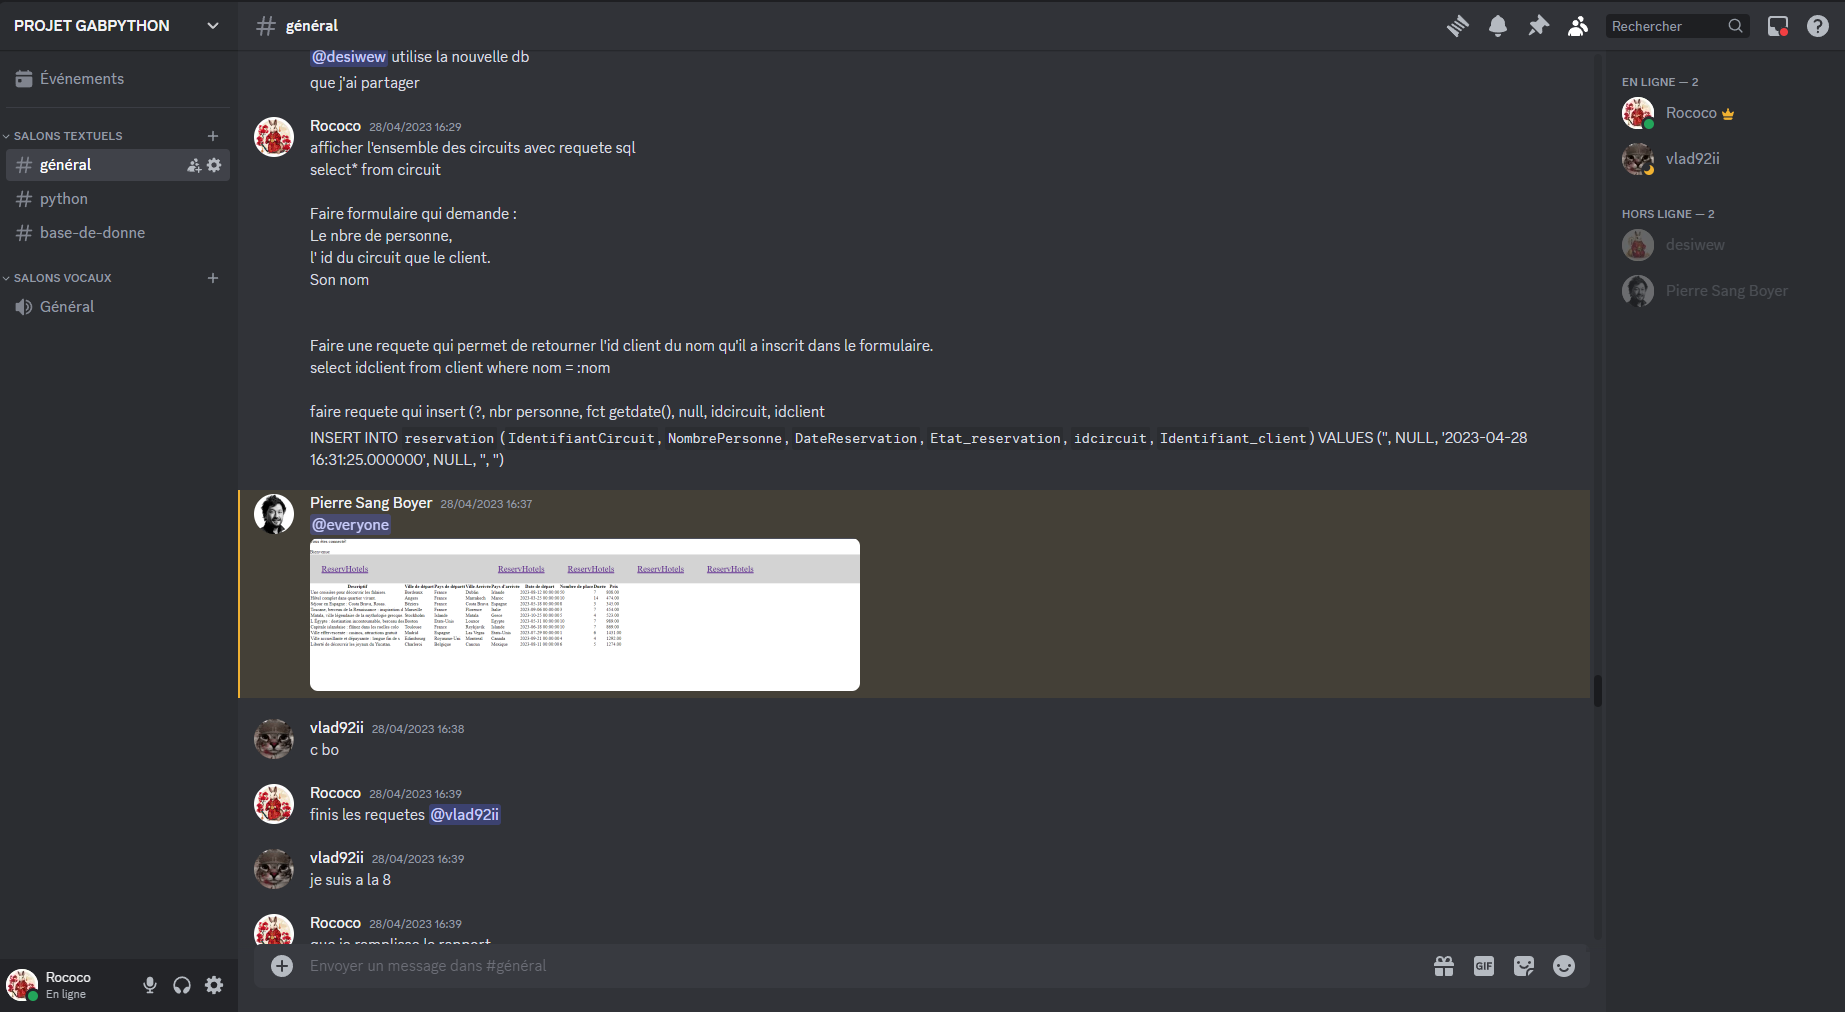 PROJET GABPYTHON
Événements
SALONS TEXTUELS
général
python
base-de-donne
SALONS VOCAUX
Général
Rococo
En ligne
général
Rechercher
@desiwew utilise la nouvelle db
que j'ai partager
Rococo 28/04/2023 16:29
afficher l'ensemble des circuits avec requete sql
select* from circuit
Faire formulaire qui demande :
Le nbre de personne,
l' id du circuit que le client.
Son nom
Faire une requete qui permet de retourner l'id client du nom qu'il a inscrit dans le formulaire.
select idclient from client where nom = :nom
faire requete qui insert (?, nbr personne, fct getdate(), null, idcircuit, idclient
INSERT INTO reservation (IdentifiantCircuit, NombrePersonne, DateReservation, Etat_reservation, idcircuit, Identifiant_client) VALUES ('', NULL, '2023-04-28
16:31:25.000000', NULL, '', '')
Pierre Sang Boyer 28/04/2023 16:37
@everyone
Bienvenue
ReservHotels ReservHotels ReservHotels ReservHotels ReservHotels
vlad92ii 28/04/2023 16:38
c bo
Rococo 28/04/2023 16:39
finis les requetes @vlad92ii
vlad92ii 28/04/2023 16:39
je suis a la 8
Rococo 28/04/2023 16:39
que je remplisse le rapport
Envoyer un message dans #général
GIF
EN LIGNE — 2
Rococo
vlad92ii
HORS LIGNE — 2
desiwew
Pierre Sang Boyer